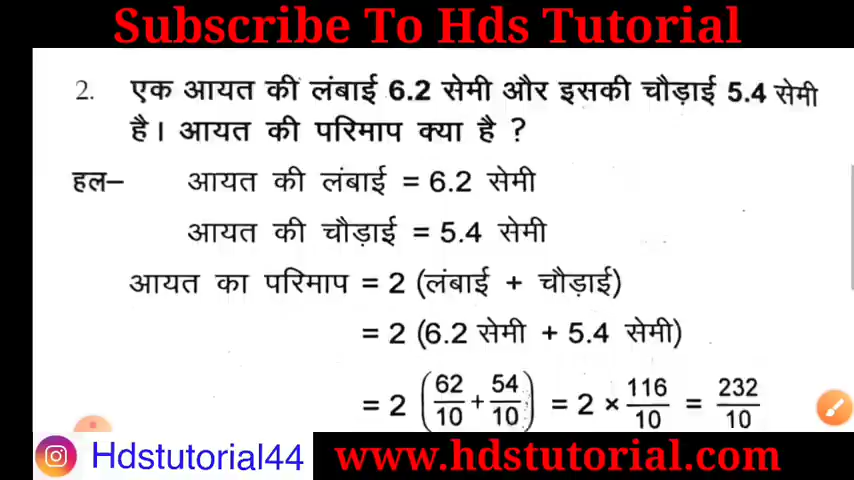 Subscribe To Hds Tutorial
2. एक आयत की लंबाई 6.2 सेमी और इसकी चौड़ाई 5.4 सेमी
है। आयत की परिमाप क्या है ?
हल– आयत की लंबाई = 6.2 सेमी
आयत की चौड़ाई = 5.4 सेमी
आयत का परिमाप = 2 (लंबाई + चौड़ाई)
= 2 (6.2 सेमी + 5.4 सेमी)
= 2 (62/10 + 54/10) = 2 × 116/10 = 232/10
Hdstutorial44 www.hdstutorial.com